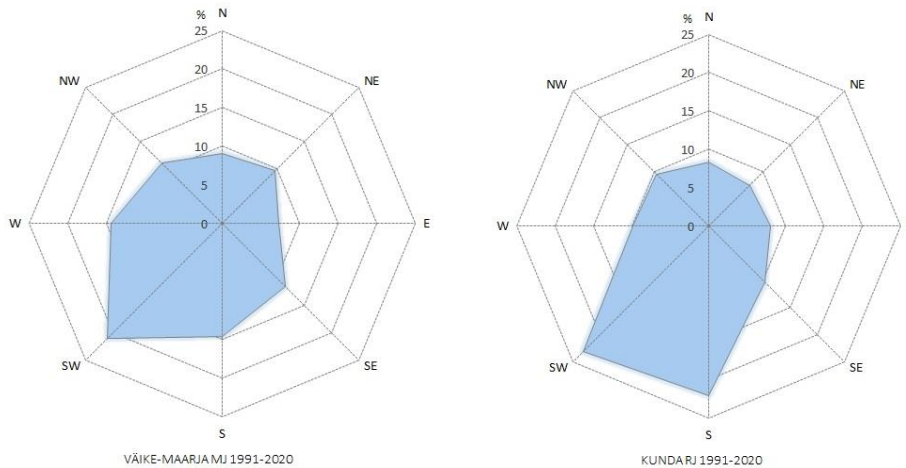 % N
25
20
15
10
5
0
NW
NE
W
E
SW
SE
S
VÄIKE-MAARJA MJ 1991-2020
% N
25
20
15
10
5
0
NW
NE
W
SW
SE
S
KUNDA RJ 1991-2020